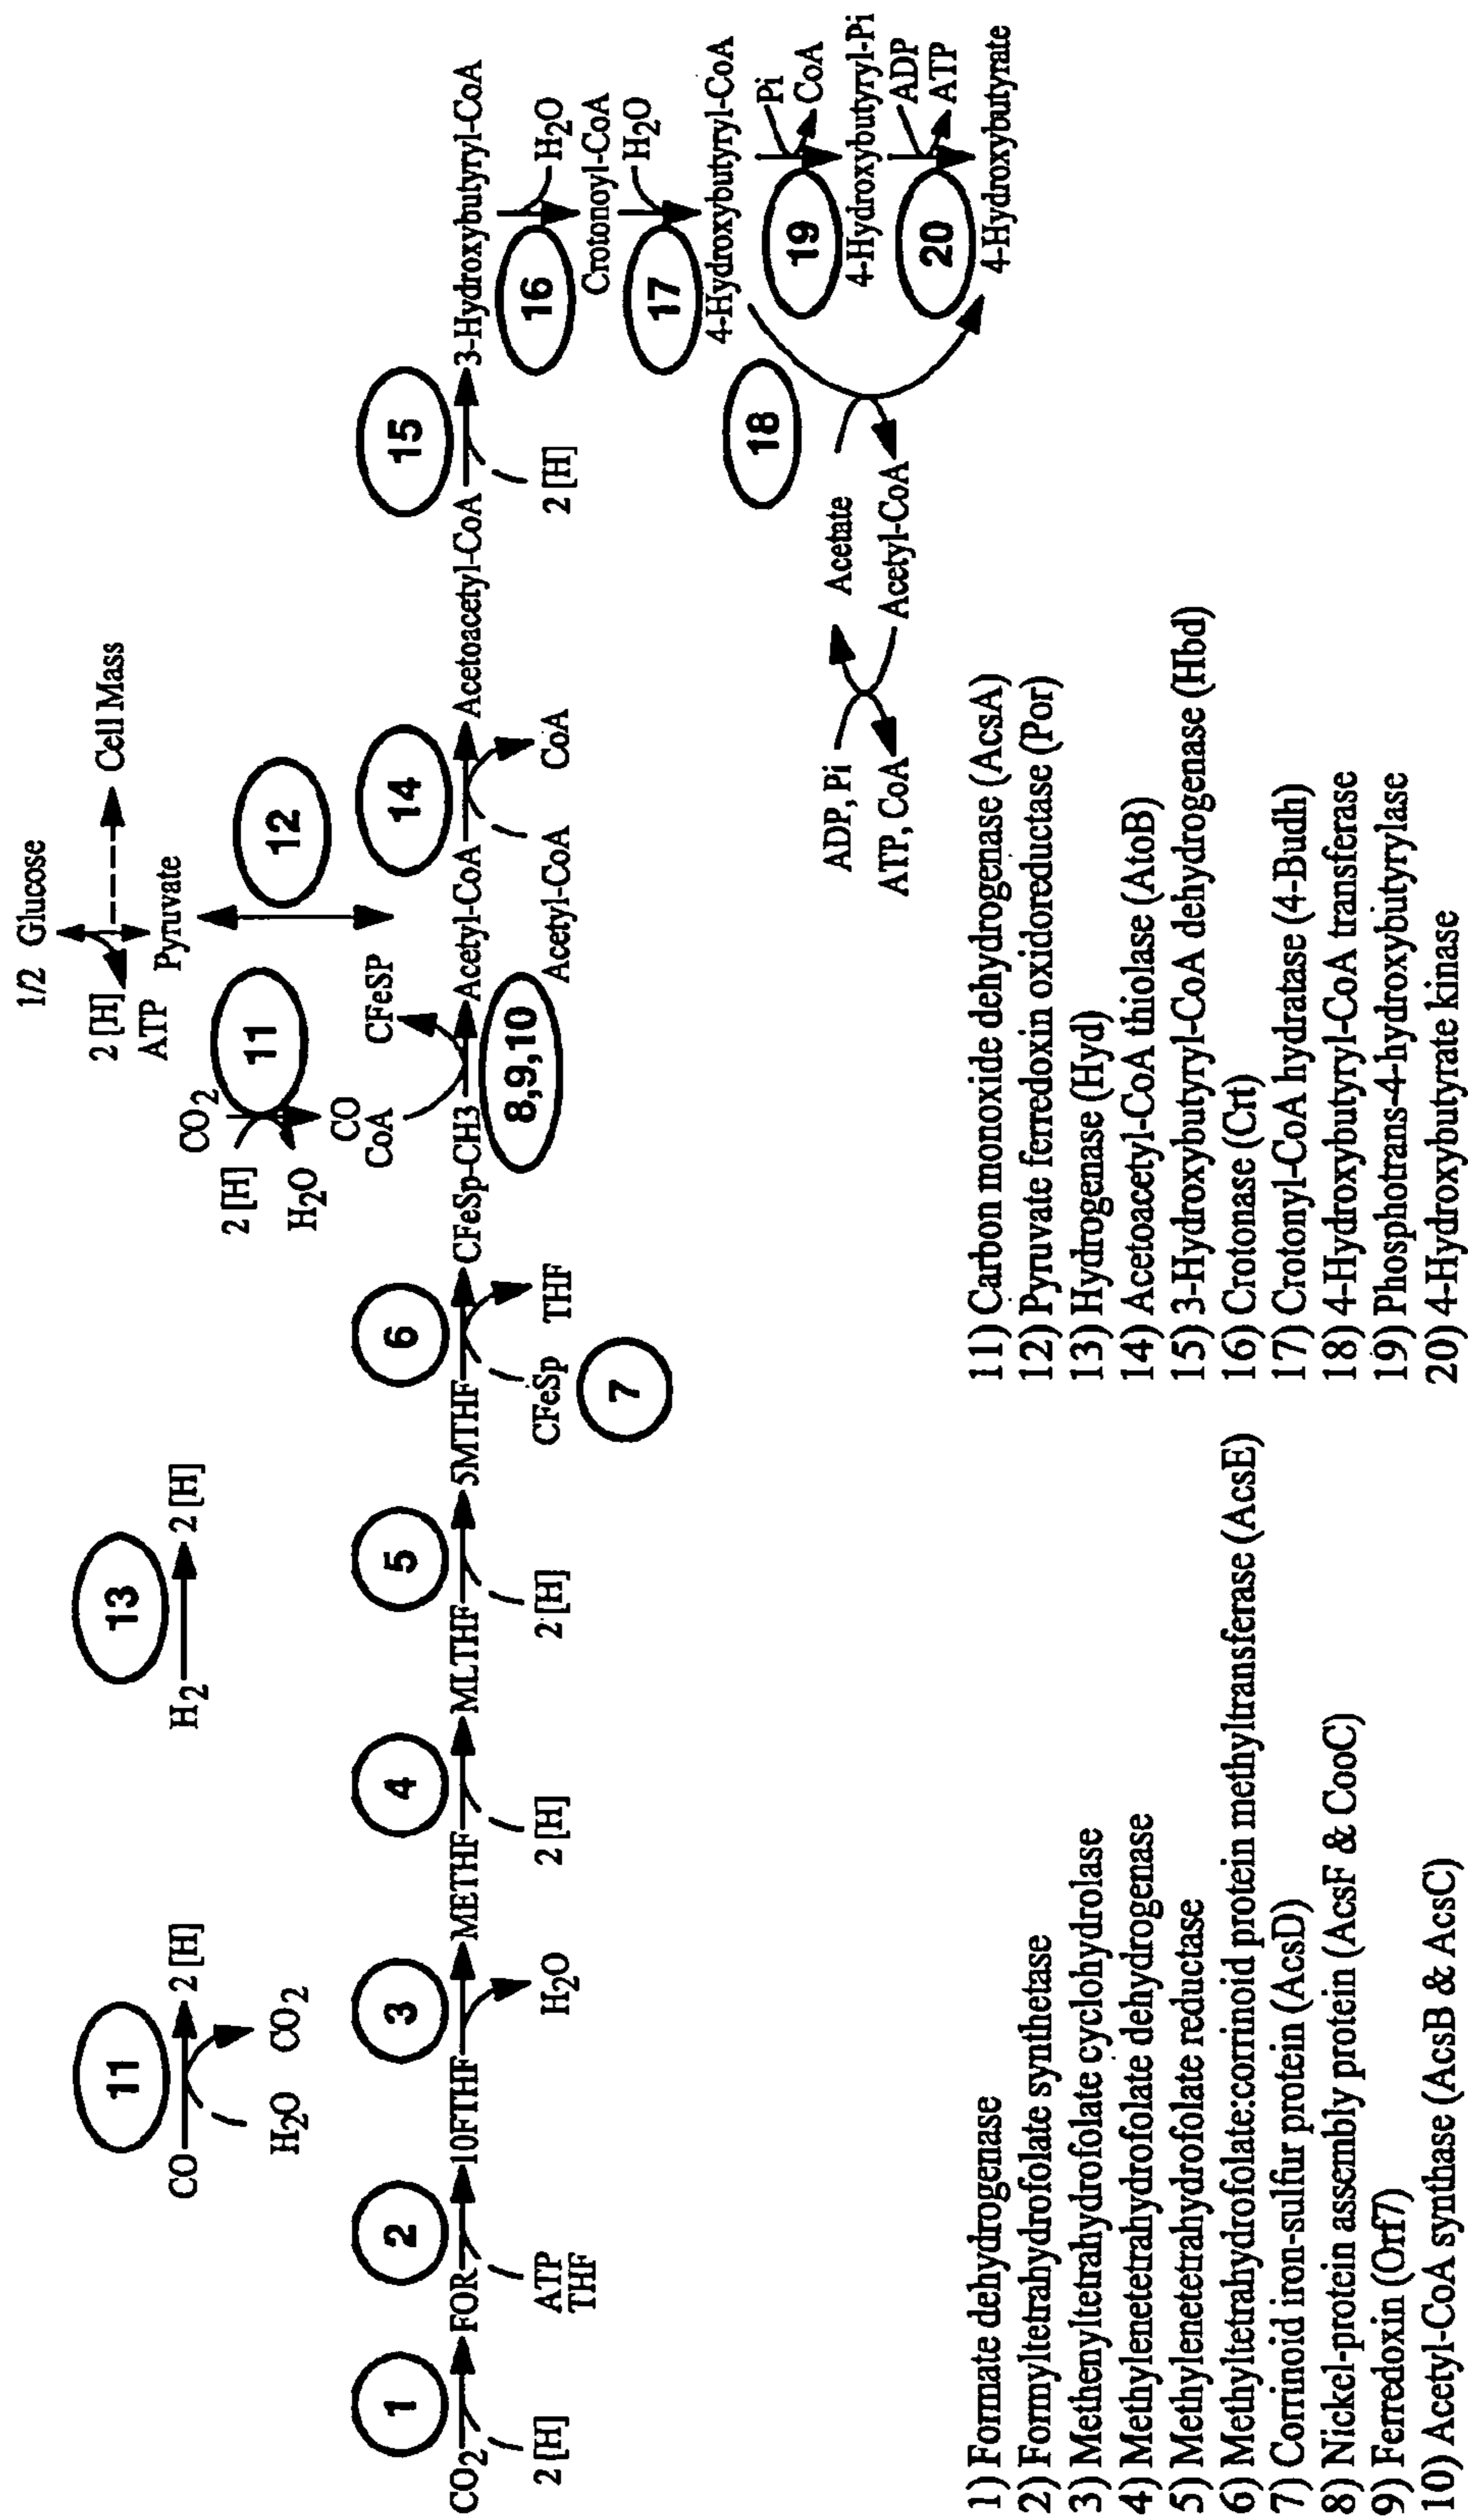 1/2 Glucose
2 [H]
ATP
Cell Mass
Pyruvate
12
11
CO
2 [H]
H2O
CO2
13
H2
2 [H]
CO2
11
2 [H]
H2O
CO
CoA
CFeSP
1
2
3
4
5
6
14
15
CO2
FOR
10FTHF
METHF
MLTHF
5MTHF
CFeSp-CH3
Acetyl-CoA
Acetoacetyl-CoA
3-Hydroxybutyryl-CoA
2 [H]
ATP
THF
H2O
2 [H]
2 [H]
CFeSp
THF
7
8,9,10
Acetyl-CoA
CoA
2 [H]
16
H2O
Crotonoyl-CoA
17
H2O
4-Hydroxybutyryl-CoA
18
19
Pi
CoA
4-Hydroxybutyryl-Pi
20
ADP
ATP
4-Hydroxybutyrate
ADP, Pi
Acetate
ATP, CoA
Acetyl-CoA
1) Formate dehydrogenase
2) Formyltetrahydrofolate synthetase
3) Methenyltetrahydrofolate cyclohydrolase
4) Methylenetetrahydrofolate dehydrogenase
5) Methylenetetrahydrofolate reductase
6) Methyltetrahydrofolate:corrinoid protein methyltransferase (AcsE)
7) Corrinoid iron-sulfur protein (AcsD)
8) Nickel-protein assembly protein (AcsF & CooC)
9) Ferredoxin (Orf7)
10) Acetyl-CoA synthase (AcsB & AcsC)
11) Carbon monoxide dehydrogenase (AcsA)
12) Pyruvate ferredoxin oxidoreductase (Por)
13) Hydrogenase (Hyd)
14) Acetoacetyl-CoA thiolase (AtoB)
15) 3-Hydroxybutyryl-CoA dehydrogenase (Hbd)
16) Crotonase (Crt)
17) Crotonyl-CoA hydratase (4-Budh)
18) 4-Hydroxybutyryl-CoA transferase
19) Phosphotrans-4-hydroxybutyrylase
20) 4-Hydroxybutyrate kinase